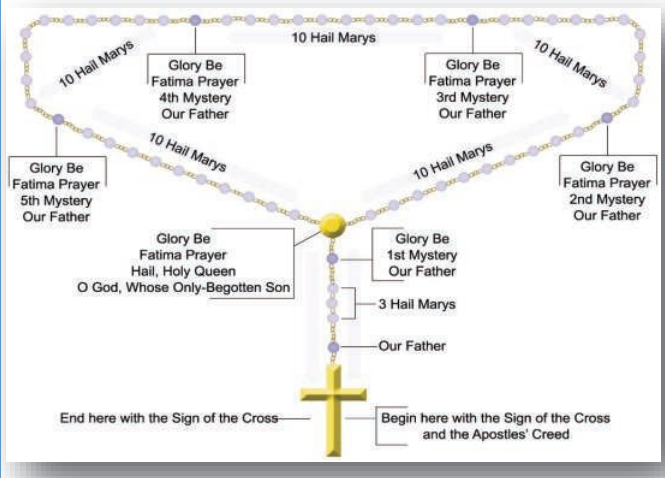 10 Hail Marys
10 Hail Marys
10 Hail Marys
Glory Be
Fatima Prayer
4th Mystery
Our Father
Glory Be
Fatima Prayer
3rd Mystery
Our Father
10 Hail Marys
10 Hail Marys
Glory Be
Fatima Prayer
5th Mystery
Our Father
Glory Be
Fatima Prayer
2nd Mystery
Our Father
Glory Be
Fatima Prayer
Hail, Holy Queen
O God, Whose Only-Begotten Son
Glory Be
1st Mystery
Our Father
3 Hail Marys
Our Father
End here with the Sign of the Cross
Begin here with the Sign of the Cross
and the Apostles' Creed